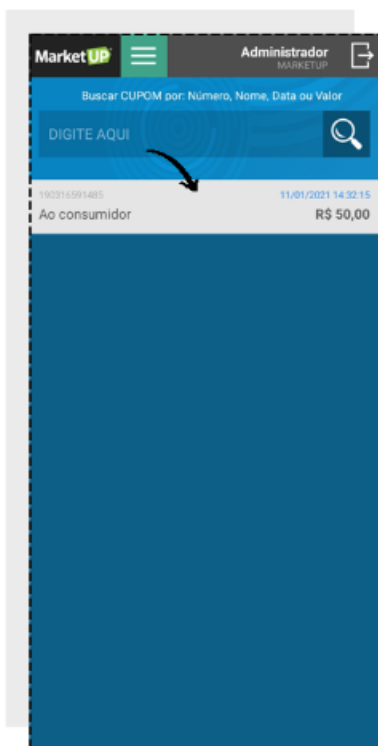 MarketUP
Administrador
MARKETUP
Buscar CUPOM por: Número, Nome, Data ou Valor
DIGITE AQUI
190316591485 11/01/2021 14:32:15
Ao consumidor R$ 50,00